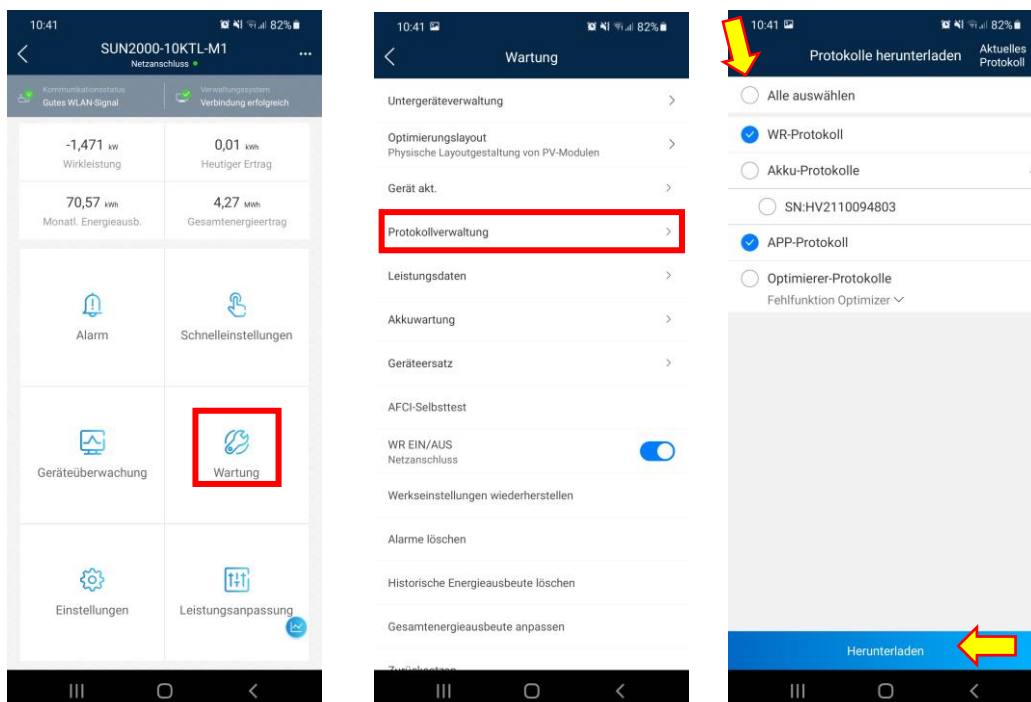 10:41 82%
SUN2000-10KTL-M1 ...
Netzanschluss
Kommunikationsstatus
Gutes WLAN-Signal
Verwaltungssystem
Verbindung erfolgreich
-1,471 kW
Wirkleistung
0,01 kWh
Heutiger Ertrag
70,57 kWh
Monatl. Energieausb.
4,27 MWh
Gesamtenergieertrag
Alarm
Schnelleinstellungen
Geräteüberwachung
Wartung
Einstellungen
Leistungsanpassung
10:41 82%
Wartung
Untergeräteverwaltung
Optimierungslayout
Physische Layoutgestaltung von PV-Modulen
Gerät akt.
Protokollverwaltung
Leistungsdaten
Akkuwartung
Geräteersatz
AFCI-Selbsttest
WR EIN/AUS
Netzanschluss
Werkseinstellungen wiederherstellen
Alarme löschen
Historische Energieausbeute löschen
Gesamtenergieausbeute anpassen
10:41 82%
Protokolle herunterladen
Aktuelles
Protokoll
Alle auswählen
WR-Protokoll
Akku-Protokolle
SN:HV2110094803
APP-Protokoll
Optimierer-Protokolle
Fehlfunktion Optimizer
Herunterladen